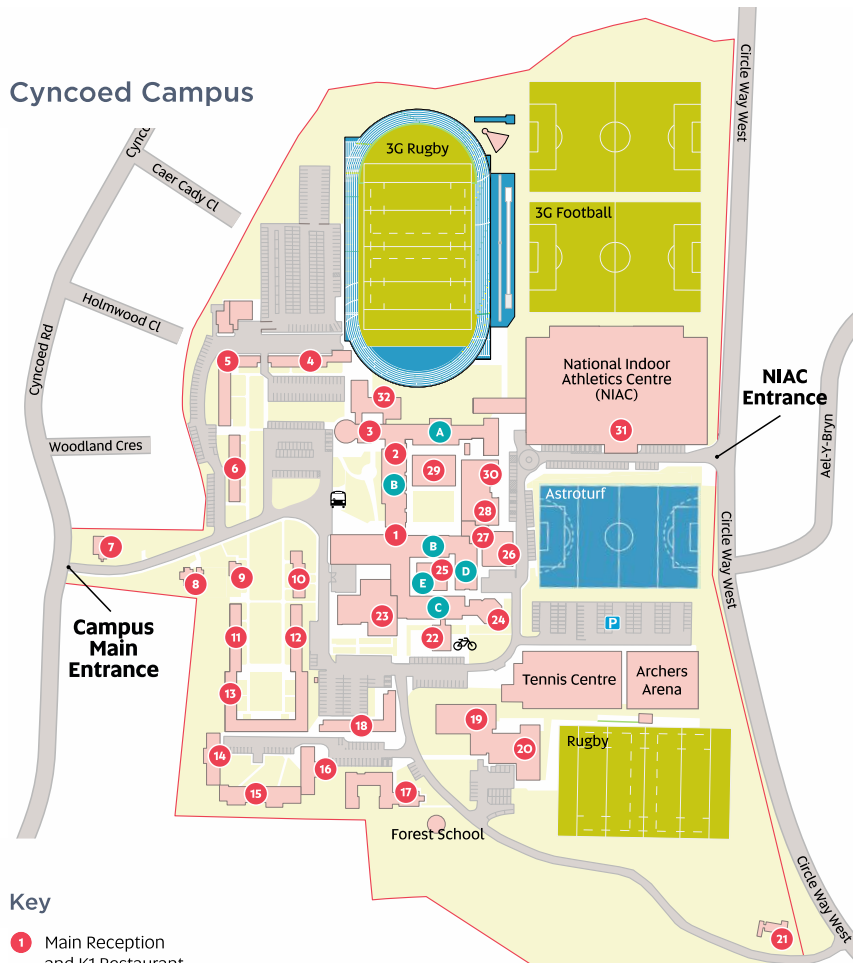 Cyncoed Campus
Circle Way West
Caer Cady Cl
3G Rugby
3G Football
Holmwood Cl
Cyncoed Rd
5
4
National Indoor
Athletics Centre
(NIAC)
NIAC
Entrance
32
31
3
A
Woodland Cres
2
29
30
6
B
Ael-Y-Bryn
Astroturf
28
1
27
B
26
7
25
D
Circle Way West
8
9
10
E
C
23
24
22
P
Campus
Main
Entrance
11
12
Tennis Centre
Archers
Arena
13
18
19
20
Rugby
14
16
15
17
Forest School
Circle Way West
21
Key
1 Main Reception
and K1 Restaurant